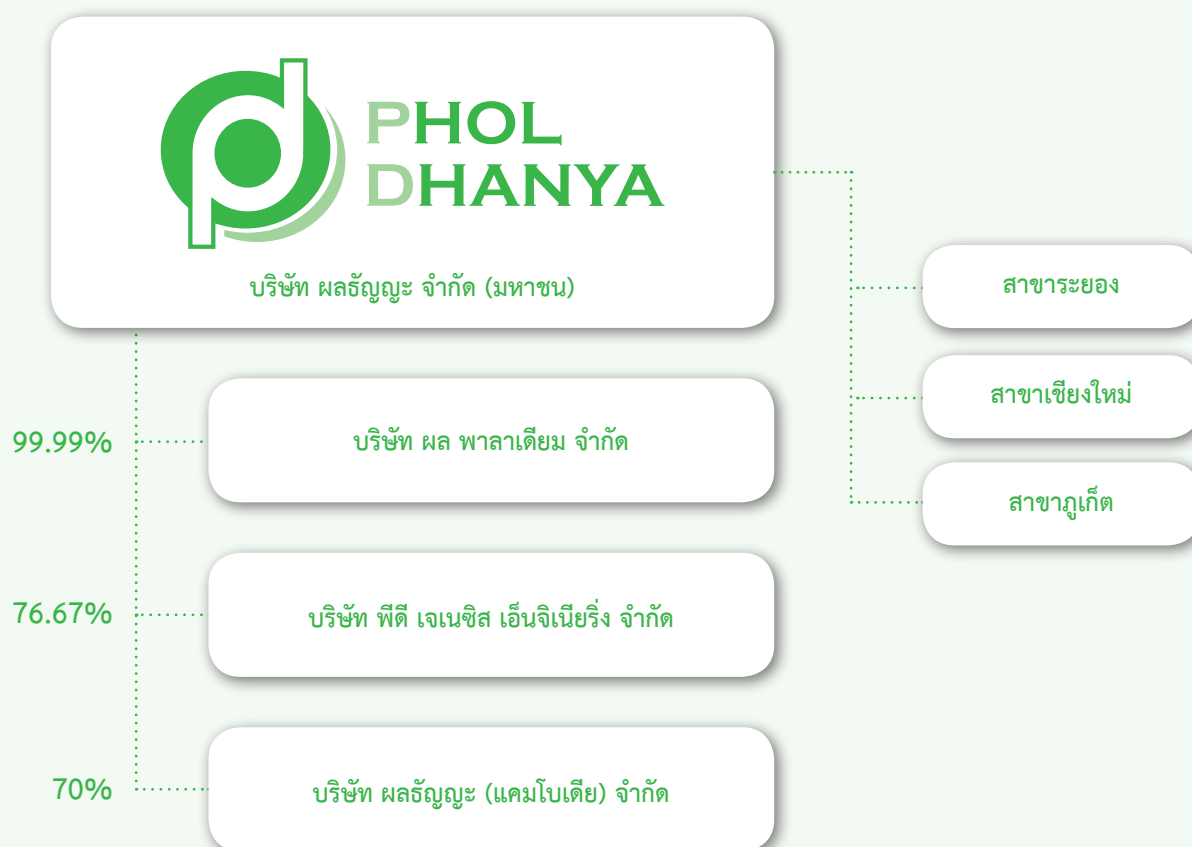 PHOL
DHANYA
บริษัท ผลธัญญะ จำกัด (มหาชน)
สาขาระยอง
สาขาเชียงใหม่
สาขาภูเก็ต
99.99%
บริษัท ผล พาลาเดียม จำกัด
76.67%
บริษัท พีดี เจเนซิส เอ็นจิเนียริ่ง จำกัด
70%
บริษัท ผลธัญญะ (แคมโบเดีย) จำกัด